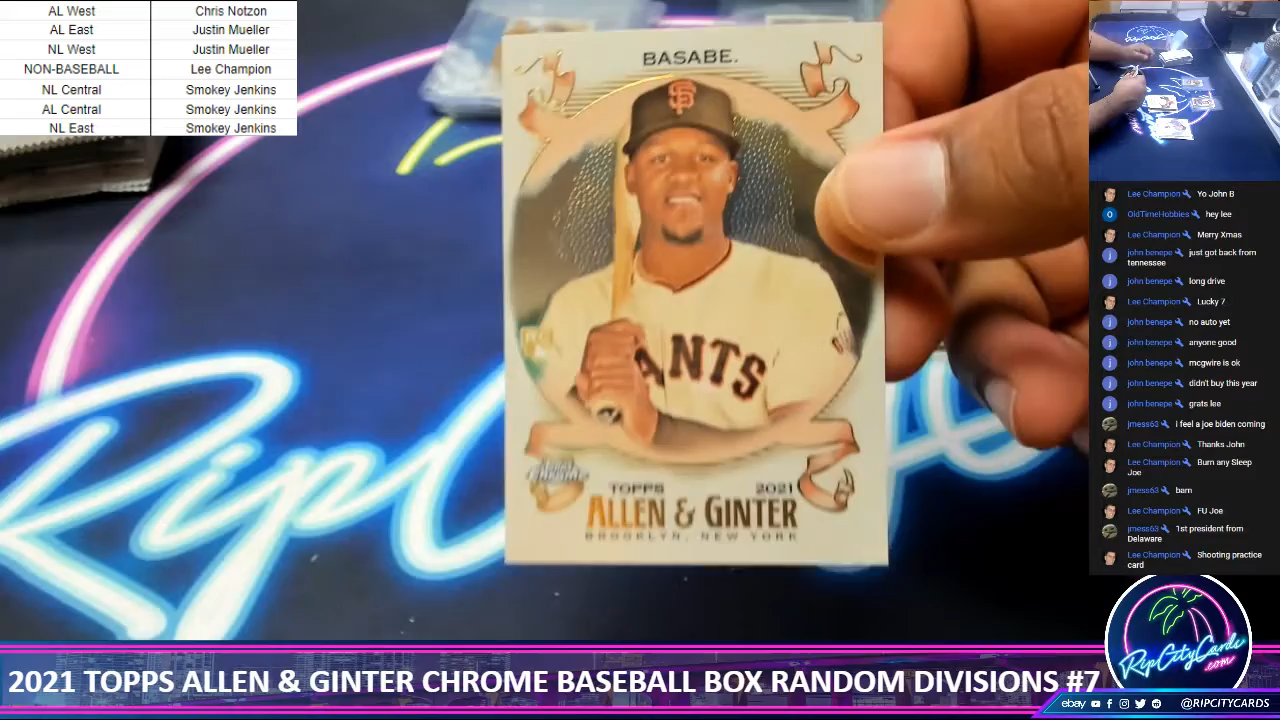 AL West Chris Notzon
AL East Justin Mueller
NL West Justin Mueller
NON-BASEBALL Lee Champion
NL Central Smokey Jenkins
AL Central Smokey Jenkins
NL East Smokey Jenkins
BASABE.
SF
ANTS
TOPPS CHROME
TOPPS 2021
ALLEN & GINTER
BROOKLYN, NEW YORK
Lee Champion Yo John B
O OldTimeHobbies hey lee
Lee Champion Merry Xmas
j john benepe just got back from
tennessee
j john benepe long drive
Lee Champion Lucky 7
j john benepe no auto yet
j john benepe anyone good
j john benepe mcgwire is ok
j john benepe didn't buy this year
j john benepe grats lee
jmess63 i feel a joe biden coming
Lee Champion Thanks John
Lee Champion Burn any Sleep
Joe
jmess63 barn
Lee Champion FU Joe
jmess63 1st president from
Delaware
Lee Champion Shooting practice
card
RipCityCards
.com
2021 TOPPS ALLEN & GINTER CHROME BASEBALL BOX RANDOM DIVISIONS #7
ebay @RIPCITYCARDS
Rip C